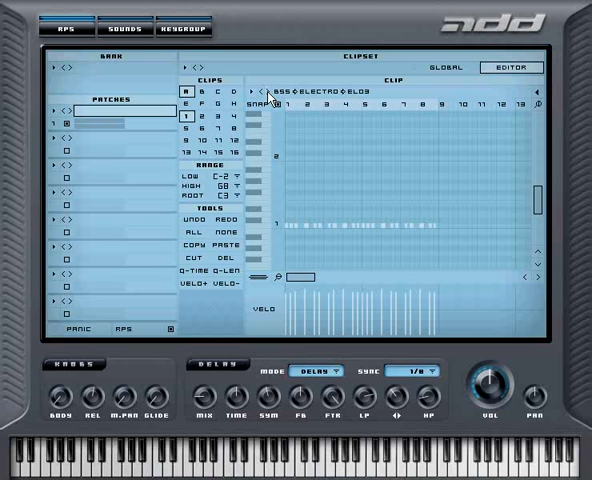 RPS SOUNDS KEYGROUP
add
BANK
CLIPSET
GLOBAL EDITOR
CLIPS
CLIP
BSS ELECTRO EL03
PATCHES
A B C D
E F G H
SNAP 1 2 3 4 5 6 7 8 9 10 11 12 13
1 2 3 4
5 6 7 8
9 10 11 12
13 14 15 16
1
2
1
RANGE
LOW C-2
HIGH G8
ROOT C3
TOOLS
UNDO REDO
ALL NONE
COPY PASTE
CUT DEL
Q-TIME Q-LEN
VELO+ VELO-
VELO
PANIC RPS
KNOBS
DELAY
MODE DELAY SYNC 1/8
BODY REL M.PAN GLIDE
MIX TIME SYM FB FTR LP HP
VOL PAN